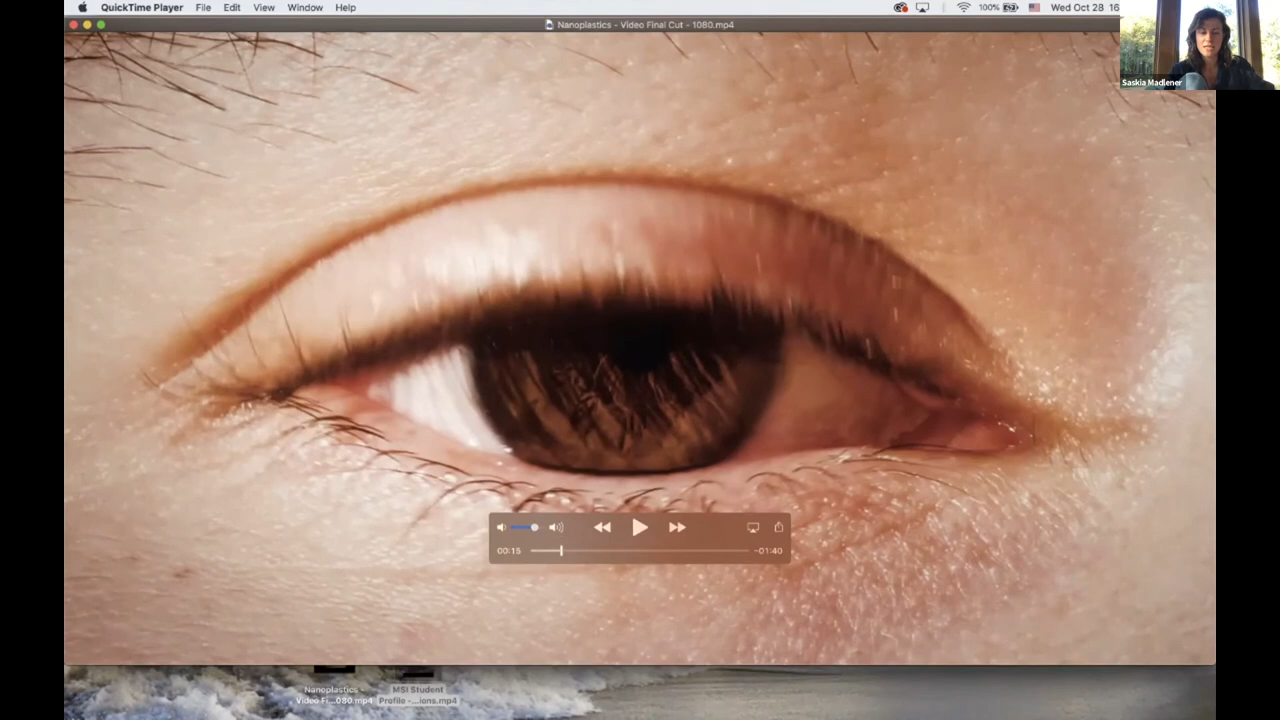 QuickTime Player File Edit View Window Help 100% Wed Oct 28 16
Nanoplastics - Video Final Cut - 1080.mp4
Saskia Madlener
00:15 -01:40
Nanoplastics - MSI Student
Video Fi...080.mp4 Profile -...ions.mp4